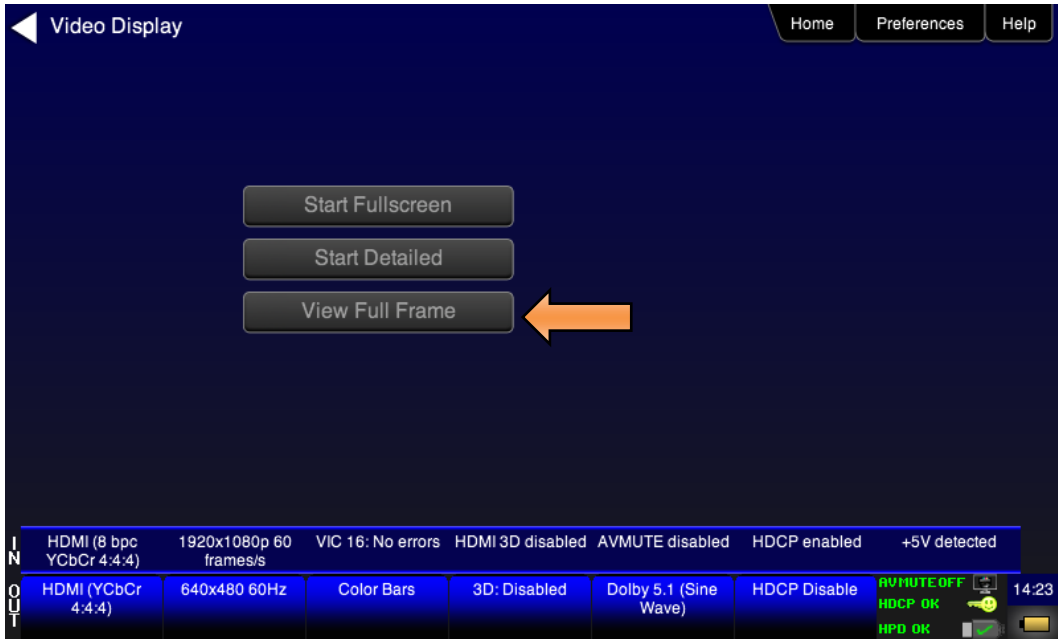 Video Display
Home
Preferences
Help
Start Fullscreen
Start Detailed
View Full Frame
IN
HDMI (8 bpc
YCbCr 4:4:4)
1920x1080p 60
frames/s
VIC 16: No errors
HDMI 3D disabled
AVMUTE disabled
HDCP enabled
+5V detected
OUT
HDMI (YCbCr
4:4:4)
640x480 60Hz
Color Bars
3D: Disabled
Dolby 5.1 (Sine
Wave)
HDCP Disable
AVMUTE OFF
HDCP OK
HPD OK
14:23